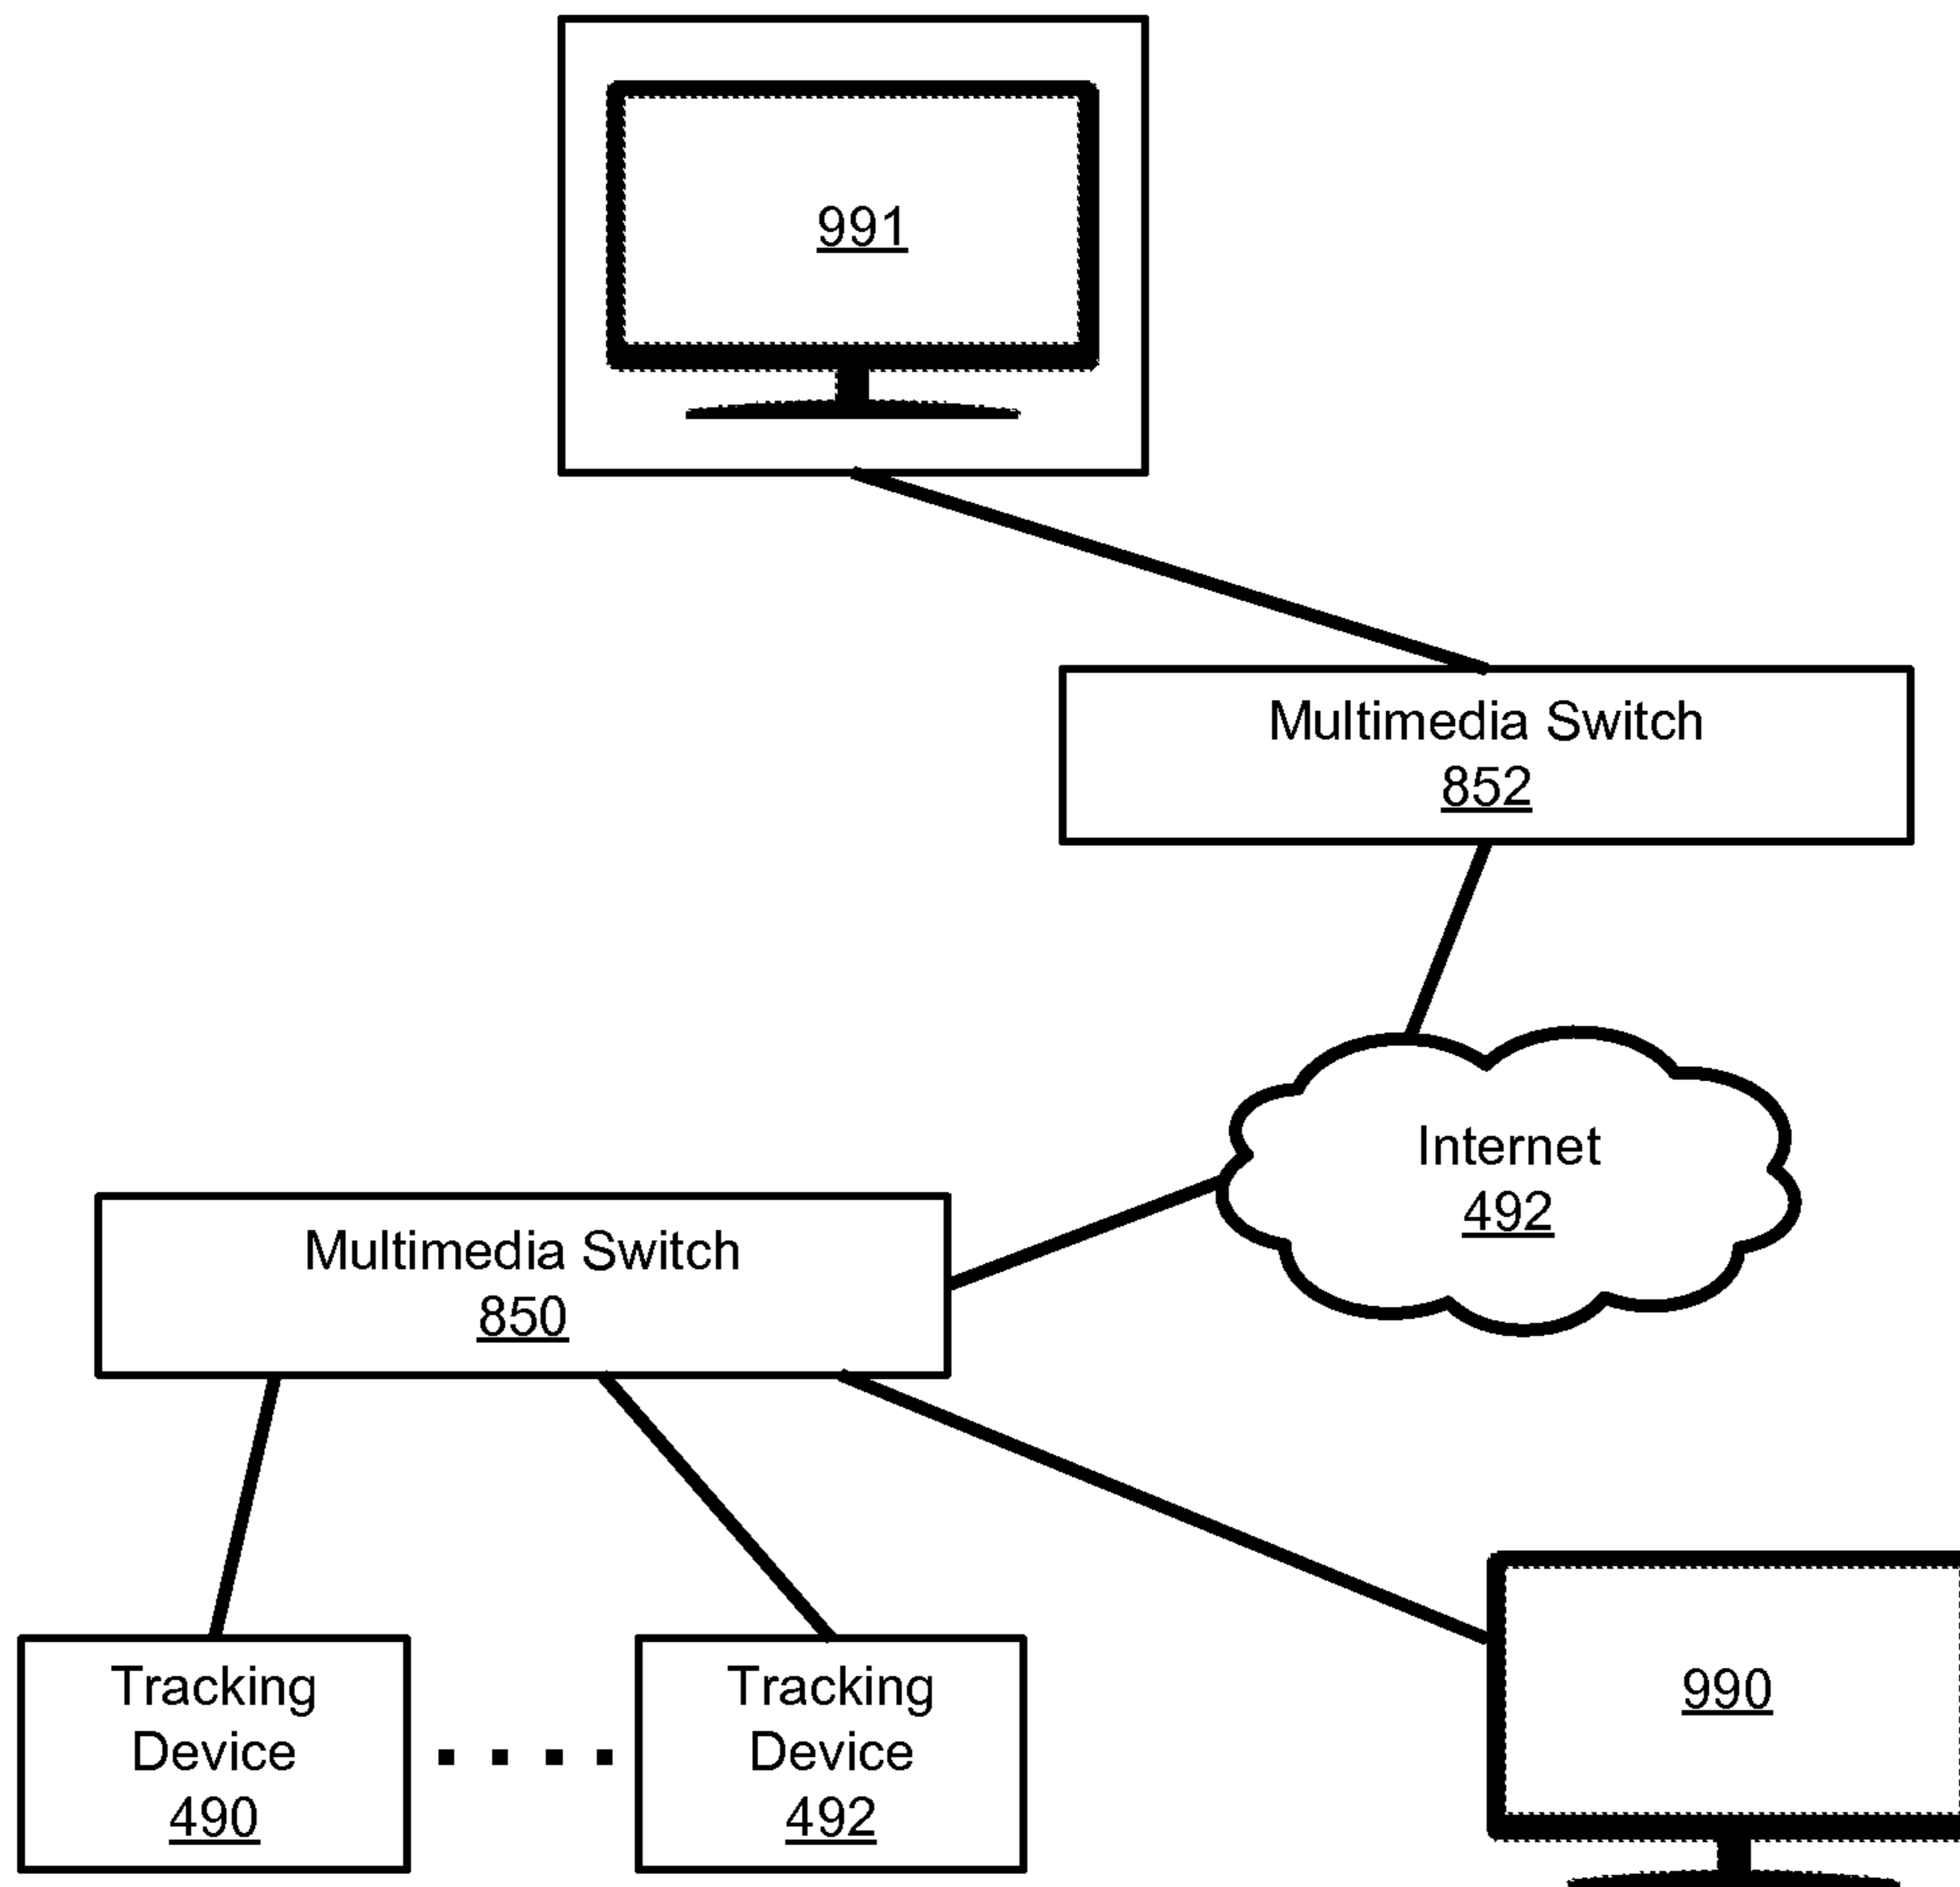 991
Multimedia Switch
852
Internet
492
Multimedia Switch
850
Tracking
Device
490
Tracking
Device
492
990